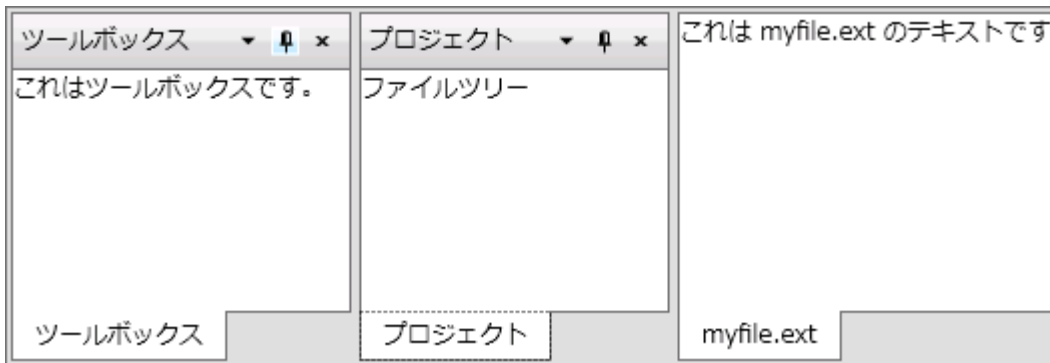 ツールボックス
これはツールボックスです。
ツールボックス
プロジェクト
ファイルツリー
プロジェクト
これは myfile.ext のテキストです
myfile.ext